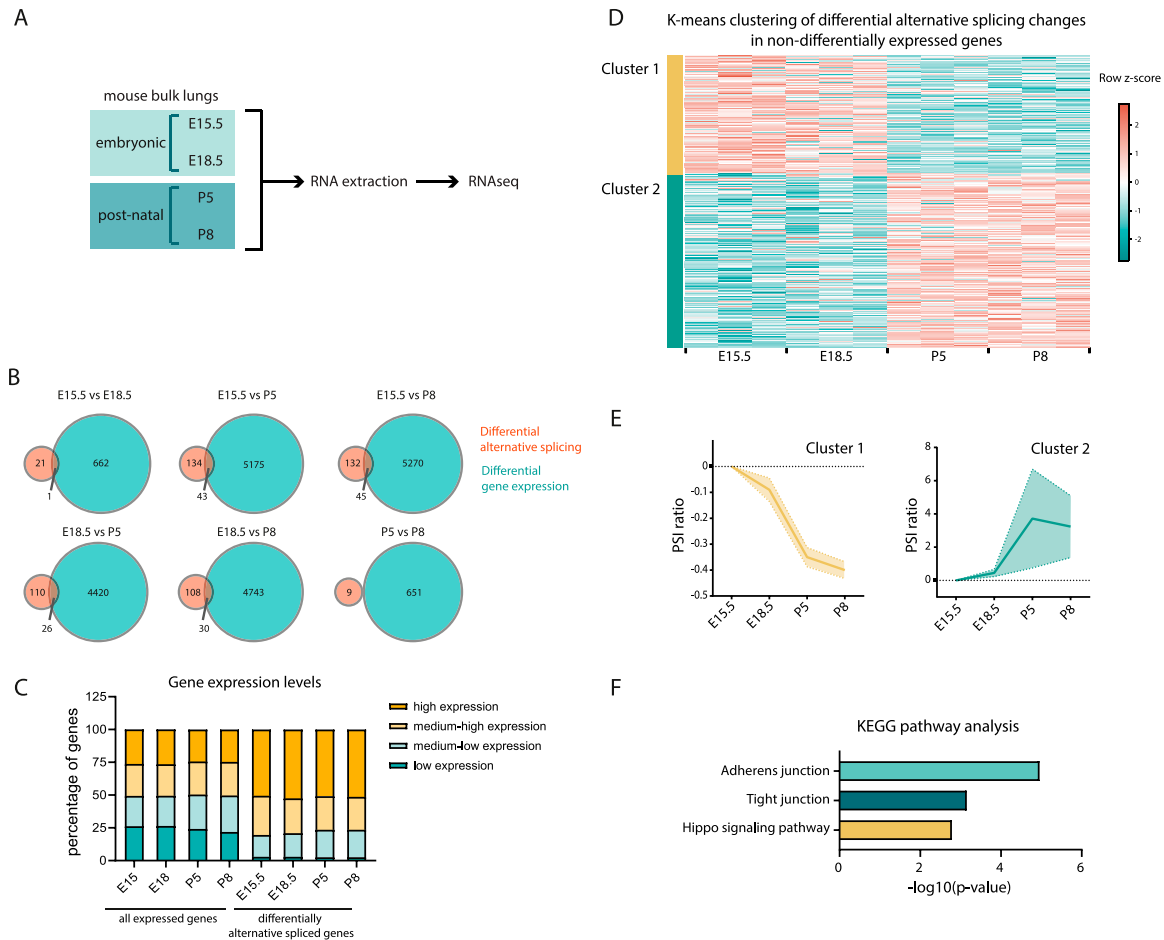 A
mouse bulk lungs
embryonic
E15.5
E18.5
post-natal
P5
P8
RNA extraction
RNAseq
B
E15.5 vs E18.5
21
662
1
E15.5 vs P5
134
5175
43
E15.5 vs P8
132
5270
45
Differential
alternative splicing
Differential
gene expression
E18.5 vs P5
110
4420
26
E18.5 vs P8
108
4743
30
P5 vs P8
9
651
C
Gene expression levels
percentage of genes
125
100
75
50
25
0
E15
E18
P5
P8
E15.5
E18.5
P5
P8
all expressed genes
differentially
alternative spliced genes
high expression
medium-high expression
medium-low expression
low expression
D
K-means clustering of differential alternative splicing changes
in non-differentially expressed genes
Cluster 1
Cluster 2
E15.5
E18.5
P5
P8
Row z-score
2
1
0
-1
-2
E
Cluster 1
PSI ratio
0
-0.1
-0.2
-0.3
-0.4
-0.5
E15.5
E18.5
P5
P8
Cluster 2
PSI ratio
8
6
4
2
0
E15.5
E18.5
P5
P8
F
KEGG pathway analysis
Adherens junction
Tight junction
Hippo signaling pathway
0
2
4
6
-log10(p-value)